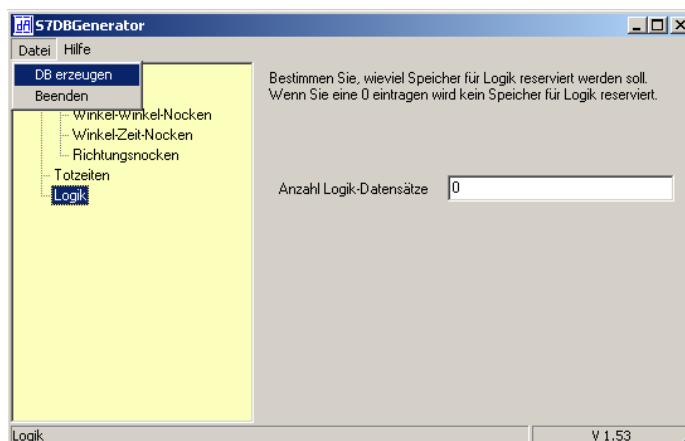 S7DBGenerator
Datei Hilfe
DB erzeugen
Beenden
Winkel-Winkel-Nocken
Winkel-Zeit-Nocken
Richtungsnocken
Totzeiten
Logik
Bestimmen Sie, wieviel Speicher für Logik reserviert werden soll.
Wenn Sie eine 0 eintragen wird kein Speicher für Logik reserviert.
Anzahl Logik-Datensätze 0
Logik V 1.53